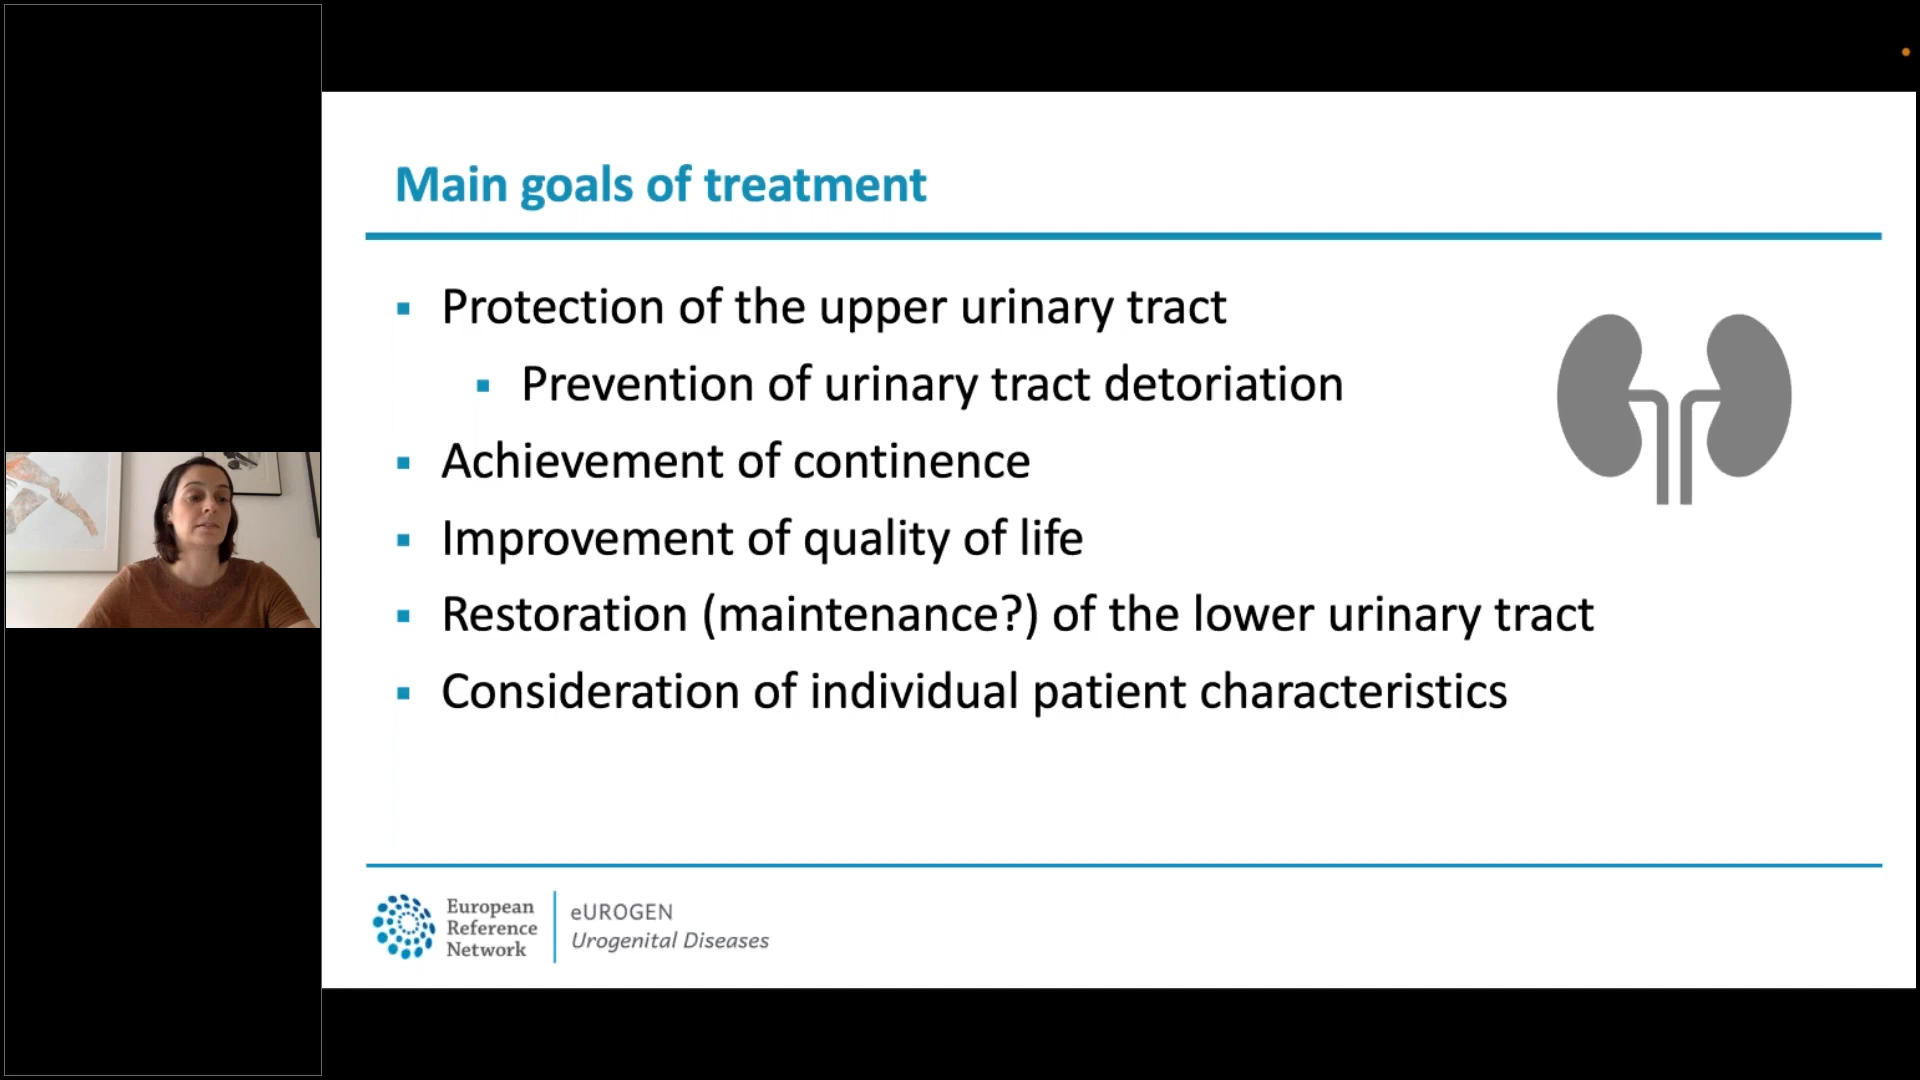 Main goals of treatment
Protection of the upper urinary tract
Prevention of urinary tract detoriation
Achievement of continence
Improvement of quality of life
Restoration (maintenance?) of the lower urinary tract
Consideration of individual patient characteristics
European
Reference
Network
eUROGEN
Urogenital Diseases